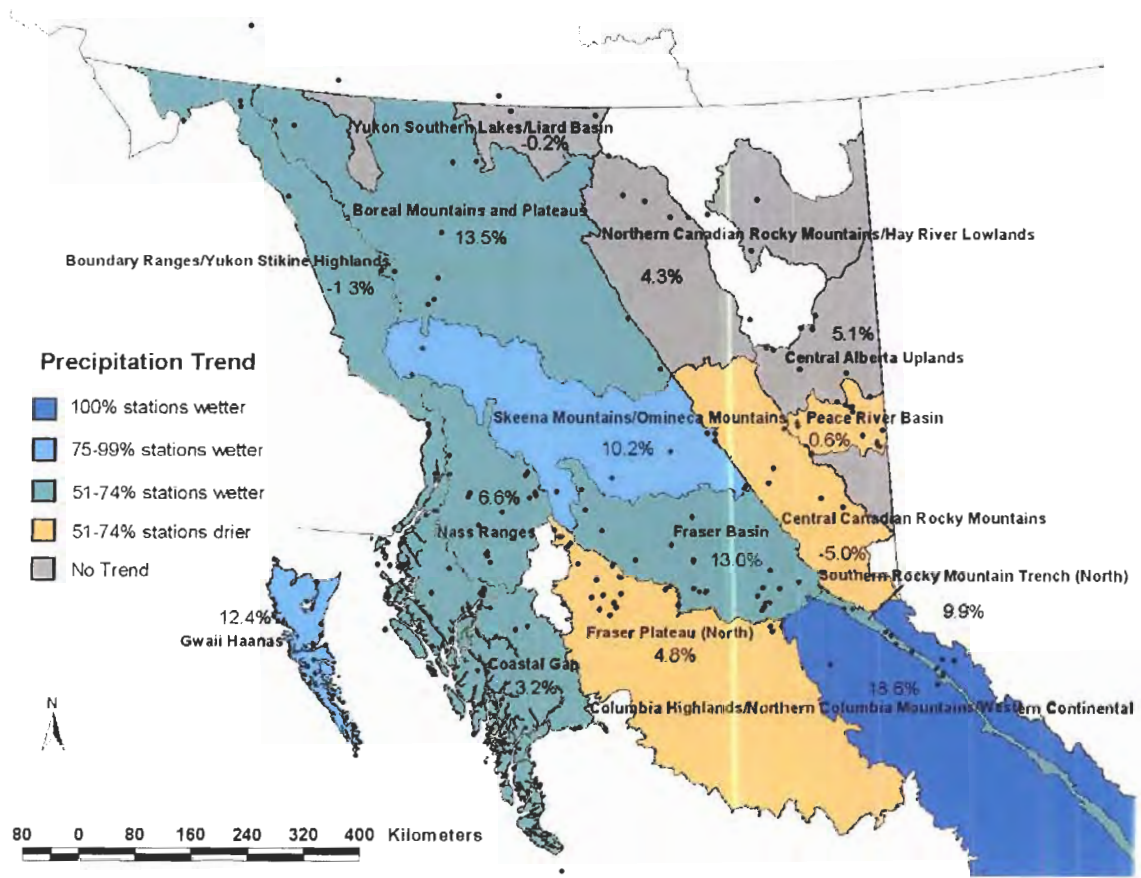 Yukon Southern Lakes/Liard Basin
-0.2%
Boreal Mountains and Plateaus
13.5%
Northern Canadian Rocky Mountains/Hay River Lowlands
4.3%
Boundary Ranges/Yukon Stikine Highlands
-1.3%
5.1%
Central Alberta Uplands
Precipitation Trend
100% stations wetter
75-99% stations wetter
51-74% stations wetter
51-74% stations drier
No Trend
Skeena Mountains/Omineca Mountains
10.2%
Peace River Basin
0.6%
6.6%
Nass Ranges
Fraser Basin
13.0%
Central Canadian Rocky Mountains
-5.0%
Southern Rocky Mountain Trench (North)
9.9%
12.4%
Gwaii Haanas
Fraser Plateau (North)
4.8%
Coastal Gap
3.2%
Columbia Highlands/Northern Columbia Mountains/Western Continental
N
80 0 80 160 240 320 400 Kilometers